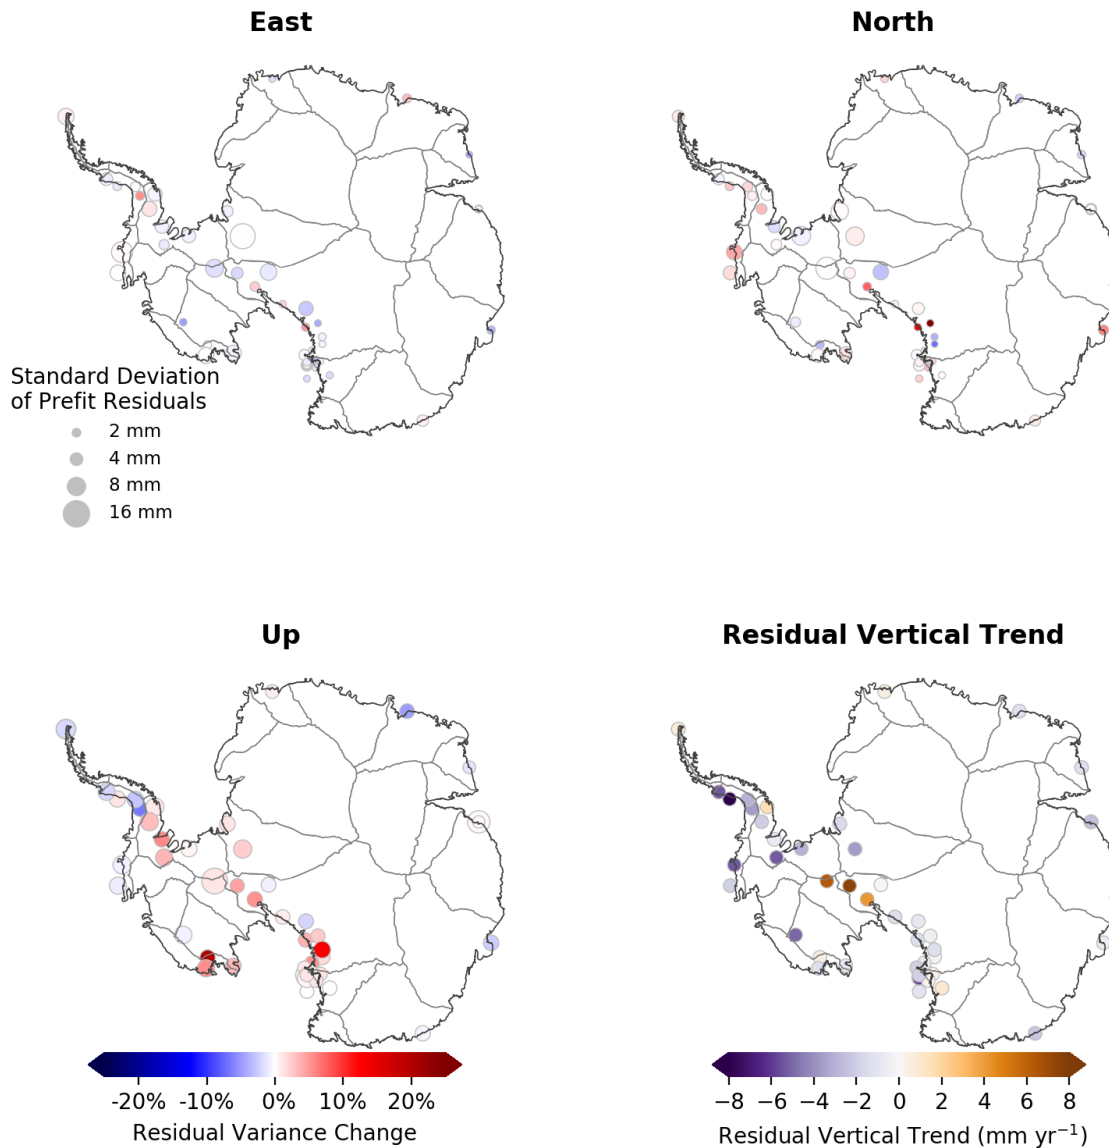 East
North
Standard Deviation
of Prefit Residuals
2 mm
4 mm
8 mm
16 mm
Up
Residual Vertical Trend
-20% -10% 0% 10% 20%
Residual Variance Change
−8 −6 −4 −2 0 2 4 6 8
Residual Vertical Trend (mm yr⁻¹)